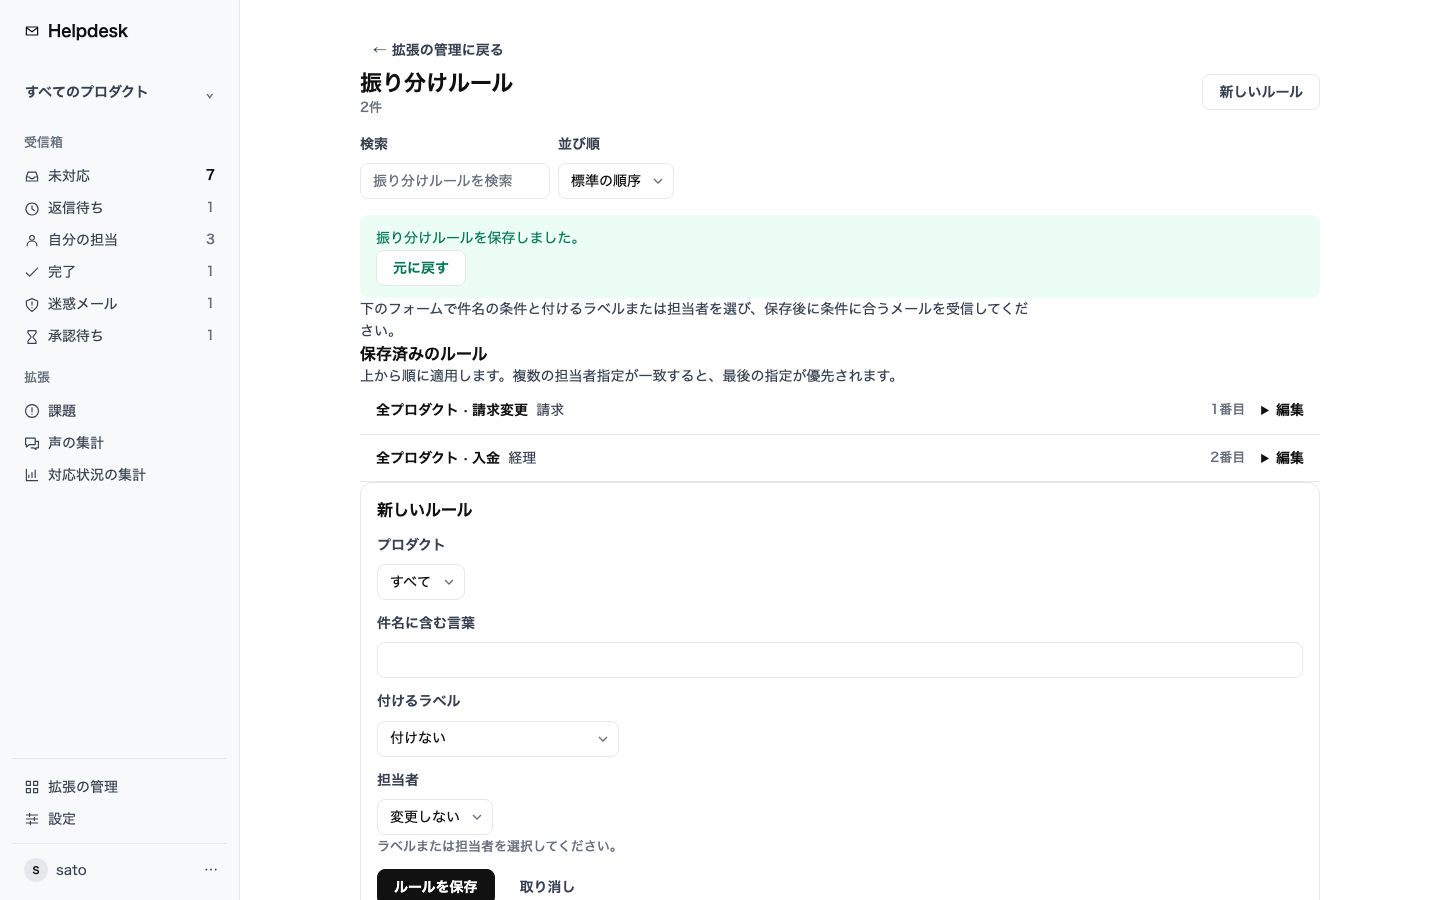 Helpdesk
すべてのプロダクト
受信箱
未対応 7
返信待ち 1
自分の担当 3
完了 1
迷惑メール 1
承認待ち 1
拡張
課題
声の集計
対応状況の集計
拡張の管理
設定
S sato ...
← 拡張の管理に戻る
振り分けルール
2件
新しいルール
検索 並び順
振り分けルールを検索 標準の順序
振り分けルールを保存しました。
元に戻す
下のフォームで件名の条件と付けるラベルまたは担当者を選び、保存後に条件に合うメールを受信してくだ
さい。
保存済みのルール
上から順に適用します。複数の担当者指定が一致すると、最後の指定が優先されます。
全プロダクト · 請求変更 請求 1番目 ▶ 編集
全プロダクト · 入金 経理 2番目 ▶ 編集
新しいルール
プロダクト
すべて
件名に含む言葉
付けるラベル
付けない
担当者
変更しない
ラベルまたは担当者を選択してください。
ルールを保存 取り消し